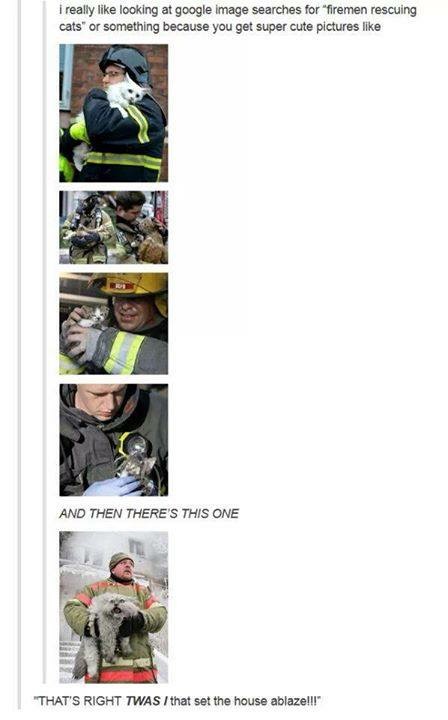 i really like looking at google image searches for "firemen rescuing
cats" or something because you get super cute pictures like
AND THEN THERE'S THIS ONE
"THAT'S RIGHT TWAS I that set the house ablaze!!!"